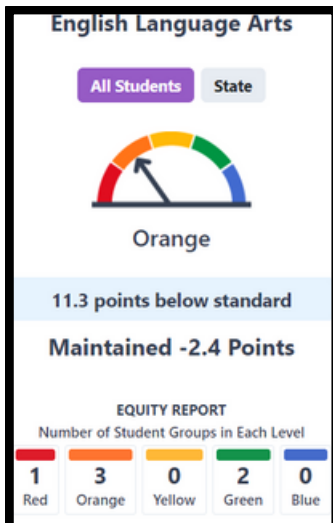 English Language Arts
All Students State
Orange
11.3 points below standard
Maintained -2.4 Points
EQUITY REPORT
Number of Student Groups in Each Level
1 3 0 2 0
Red Orange Yellow Green Blue